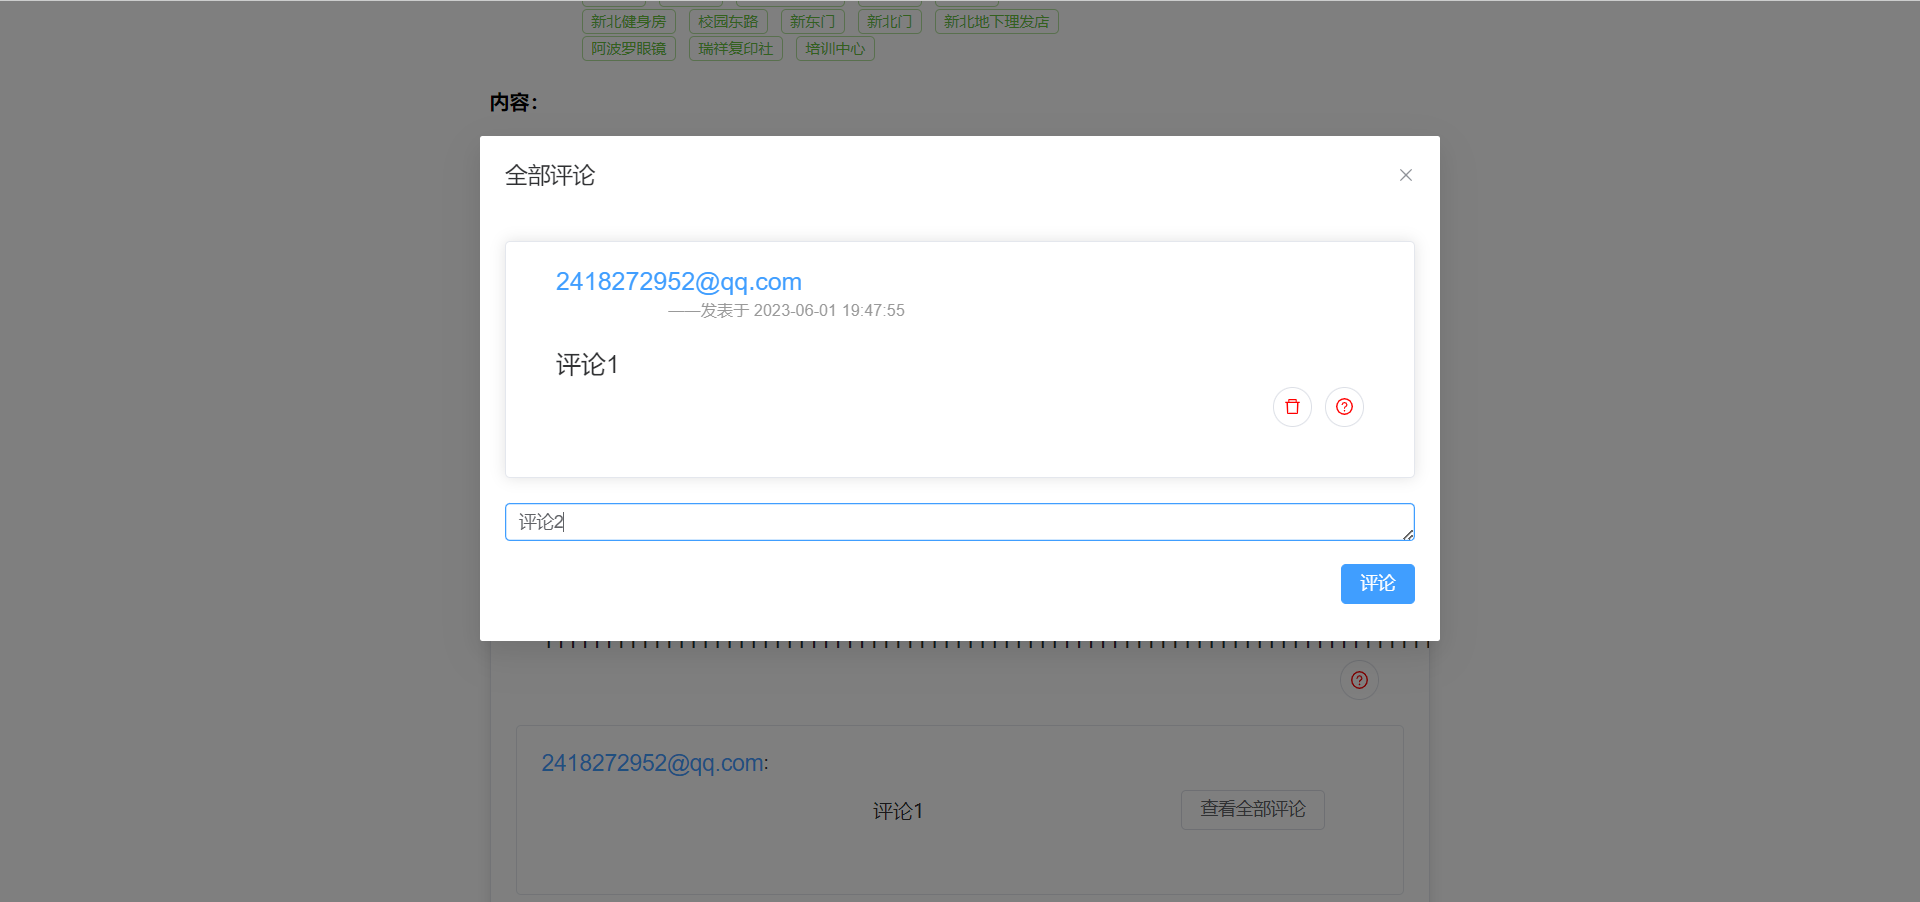 新北健身房 校园东路 新东门 新北门 新北地下理发店
阿波罗眼镜 瑞祥复印社 培训中心
内容：
全部评论
2418272952@qq.com
——发表于 2023-06-01 19:47:55
评论1
评论2
评论
2418272952@qq.com:
评论1
查看全部评论